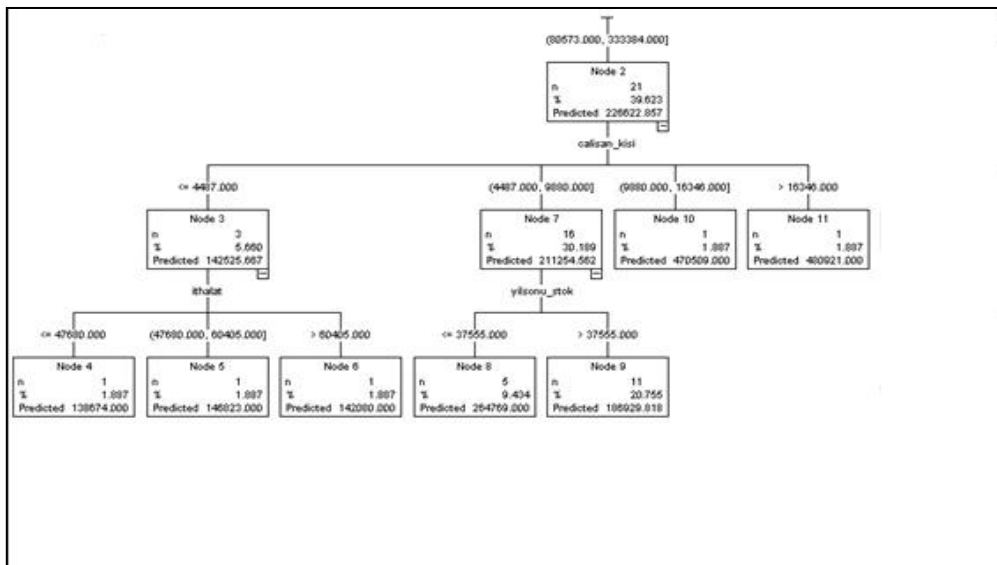 (80573.000, 333384.000]
Node 2
n 21
% 39.623
Predicted 226622.857
calisan_kisi
<= 4487.000 (4487.000, 9880.000] (9880.000, 16346.000] > 16346.000
Node 3
n 3
% 5.660
Predicted 142525.667
Node 7
n 16
% 30.189
Predicted 211254.562
Node 10
n 1
% 1.887
Predicted 470509.000
Node 11
n 1
% 1.887
Predicted 480921.000
ithalat
yilsonu_stok
<= 47680.000 (47680.000, 60405.000] > 60405.000 <= 37555.000 > 37555.000
Node 4
n 1
% 1.887
Predicted 138674.000
Node 5
n 1
% 1.887
Predicted 146823.000
Node 6
n 1
% 1.887
Predicted 142080.000
Node 8
n 5
% 9.434
Predicted 264769.000
Node 9
n 11
% 20.755
Predicted 186929.818